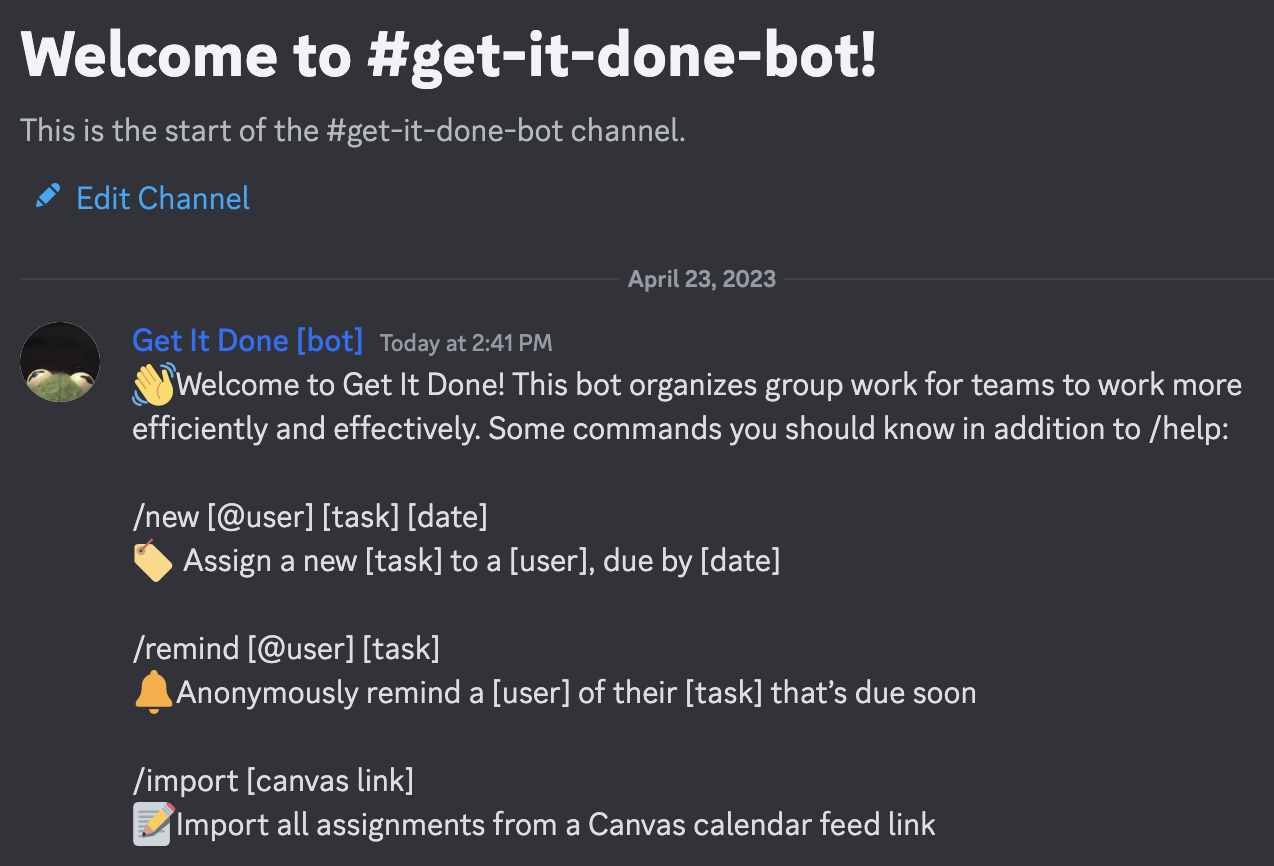 Welcome to #get-it-done-bot!
This is the start of the #get-it-done-bot channel.
Edit Channel
April 23, 2023
Get It Done [bot] Today at 2:41 PM
👋Welcome to Get It Done! This bot organizes group work for teams to work more
efficiently and effectively. Some commands you should know in addition to /help:
/new [@user] [task] [date]
🏷️ Assign a new [task] to a [user], due by [date]
/remind [@user] [task]
🔔Anonymously remind a [user] of their [task] that’s due soon
/import [canvas link]
📝Import all assignments from a Canvas calendar feed link